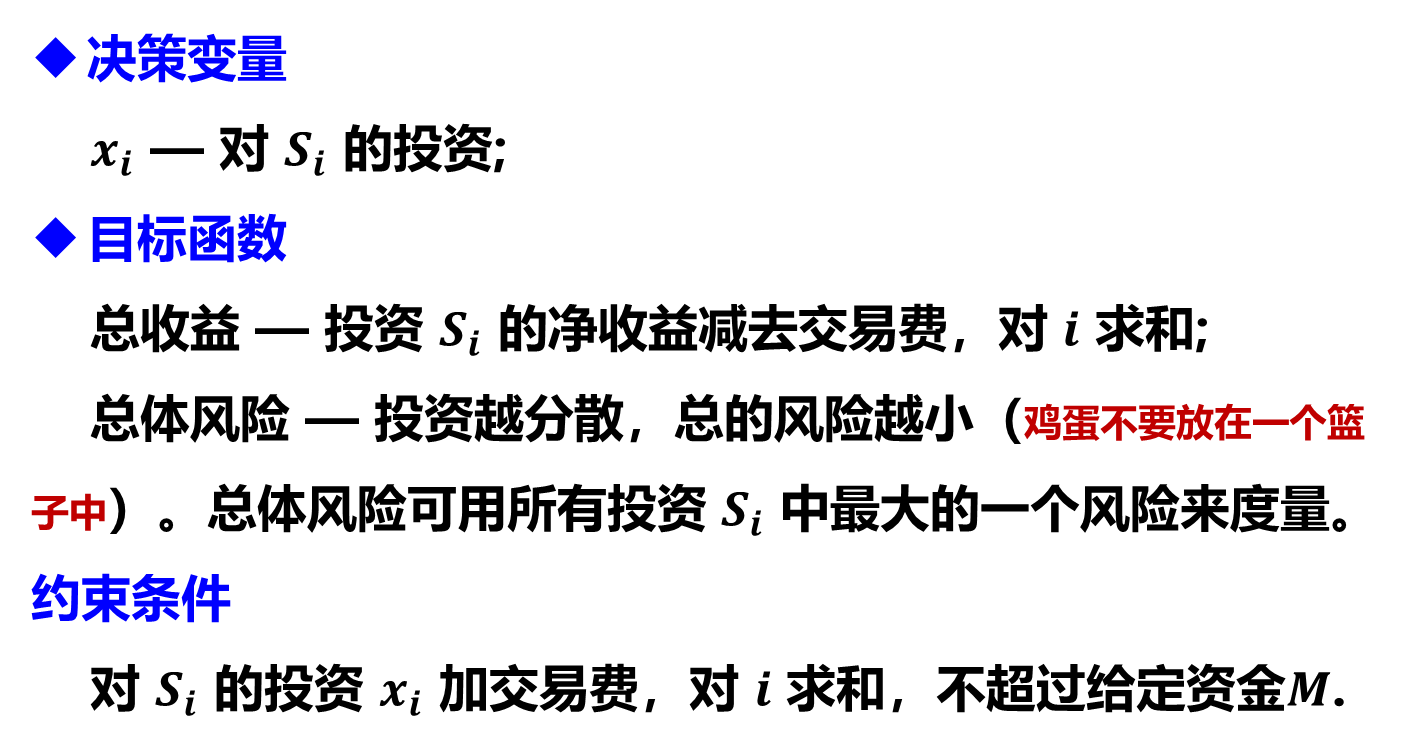 ◆ 决策变量
xᵢ — 对 Sᵢ 的投资;
◆ 目标函数
总收益 — 投资 Sᵢ 的净收益减去交易费，对 i 求和;
总体风险 — 投资越分散，总的风险越小（鸡蛋不要放在一个篮
子中）。总体风险可用所有投资 Sᵢ 中最大的一个风险来度量。
约束条件
对 Sᵢ 的投资 xᵢ 加交易费，对 i 求和，不超过给定资金M.